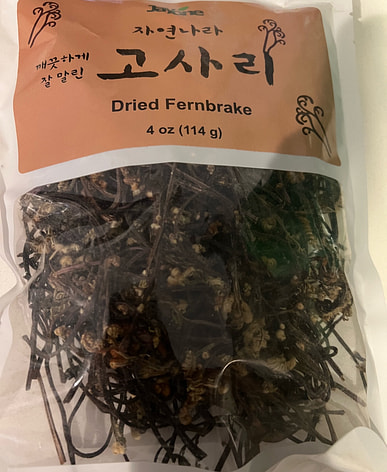 자연나라
깨끗하게
잘 말린
고사리
Dried Fernbrake
4 oz (114 g)